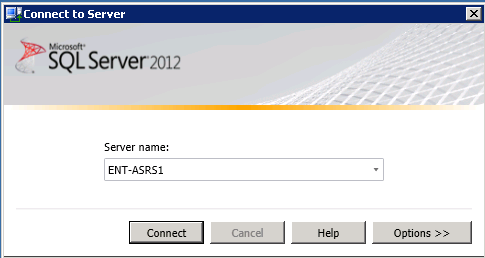 Connect to Server
Microsoft®
SQL Server 2012
Server name:
ENT-ASRS1
Connect
Cancel
Help
Options >>